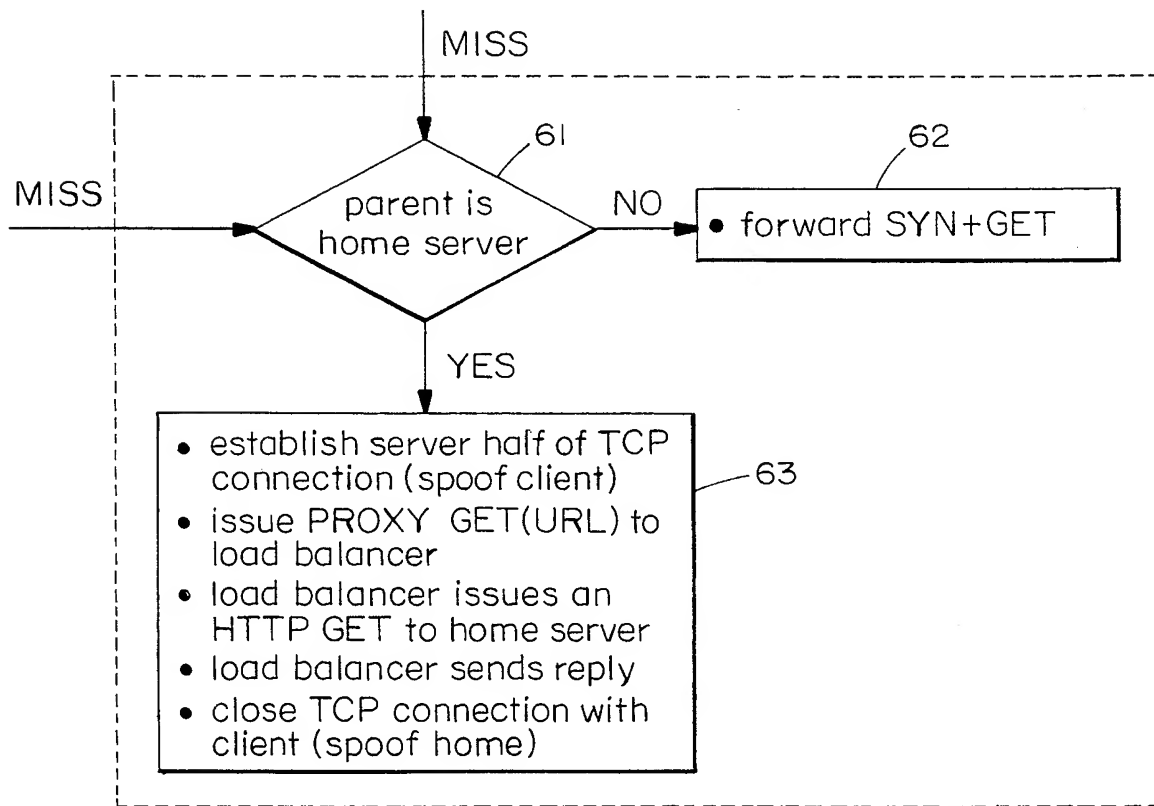 MISS
61
62
MISS
parent is
home server
NO
• forward SYN+GET
YES
• establish server half of TCP
connection (spoof client)
63
• issue PROXY GET(URL) to
load balancer
• load balancer issues an
HTTP GET to home server
• load balancer sends reply
• close TCP connection with
client (spoof home)